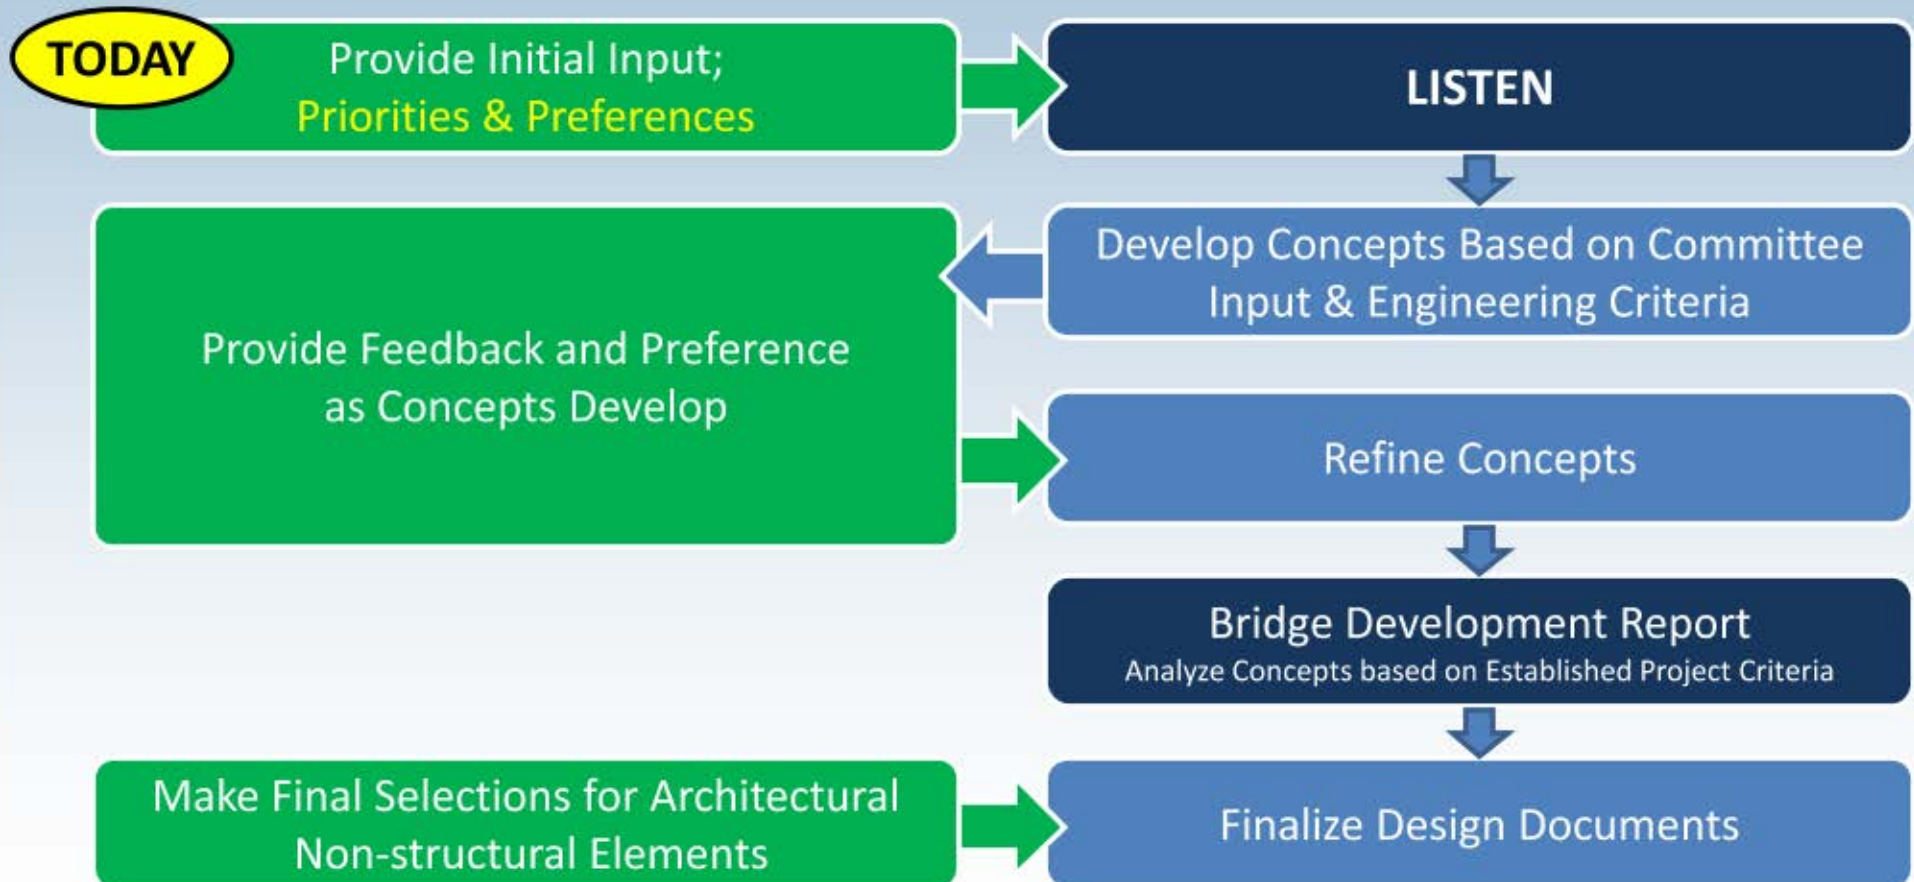 TODAY
Provide Initial Input;
Priorities & Preferences
LISTEN
Develop Concepts Based on Committee
Input & Engineering Criteria
Provide Feedback and Preference
as Concepts Develop
Refine Concepts
Bridge Development Report
Analyze Concepts based on Established Project Criteria
Make Final Selections for Architectural
Non-structural Elements
Finalize Design Documents